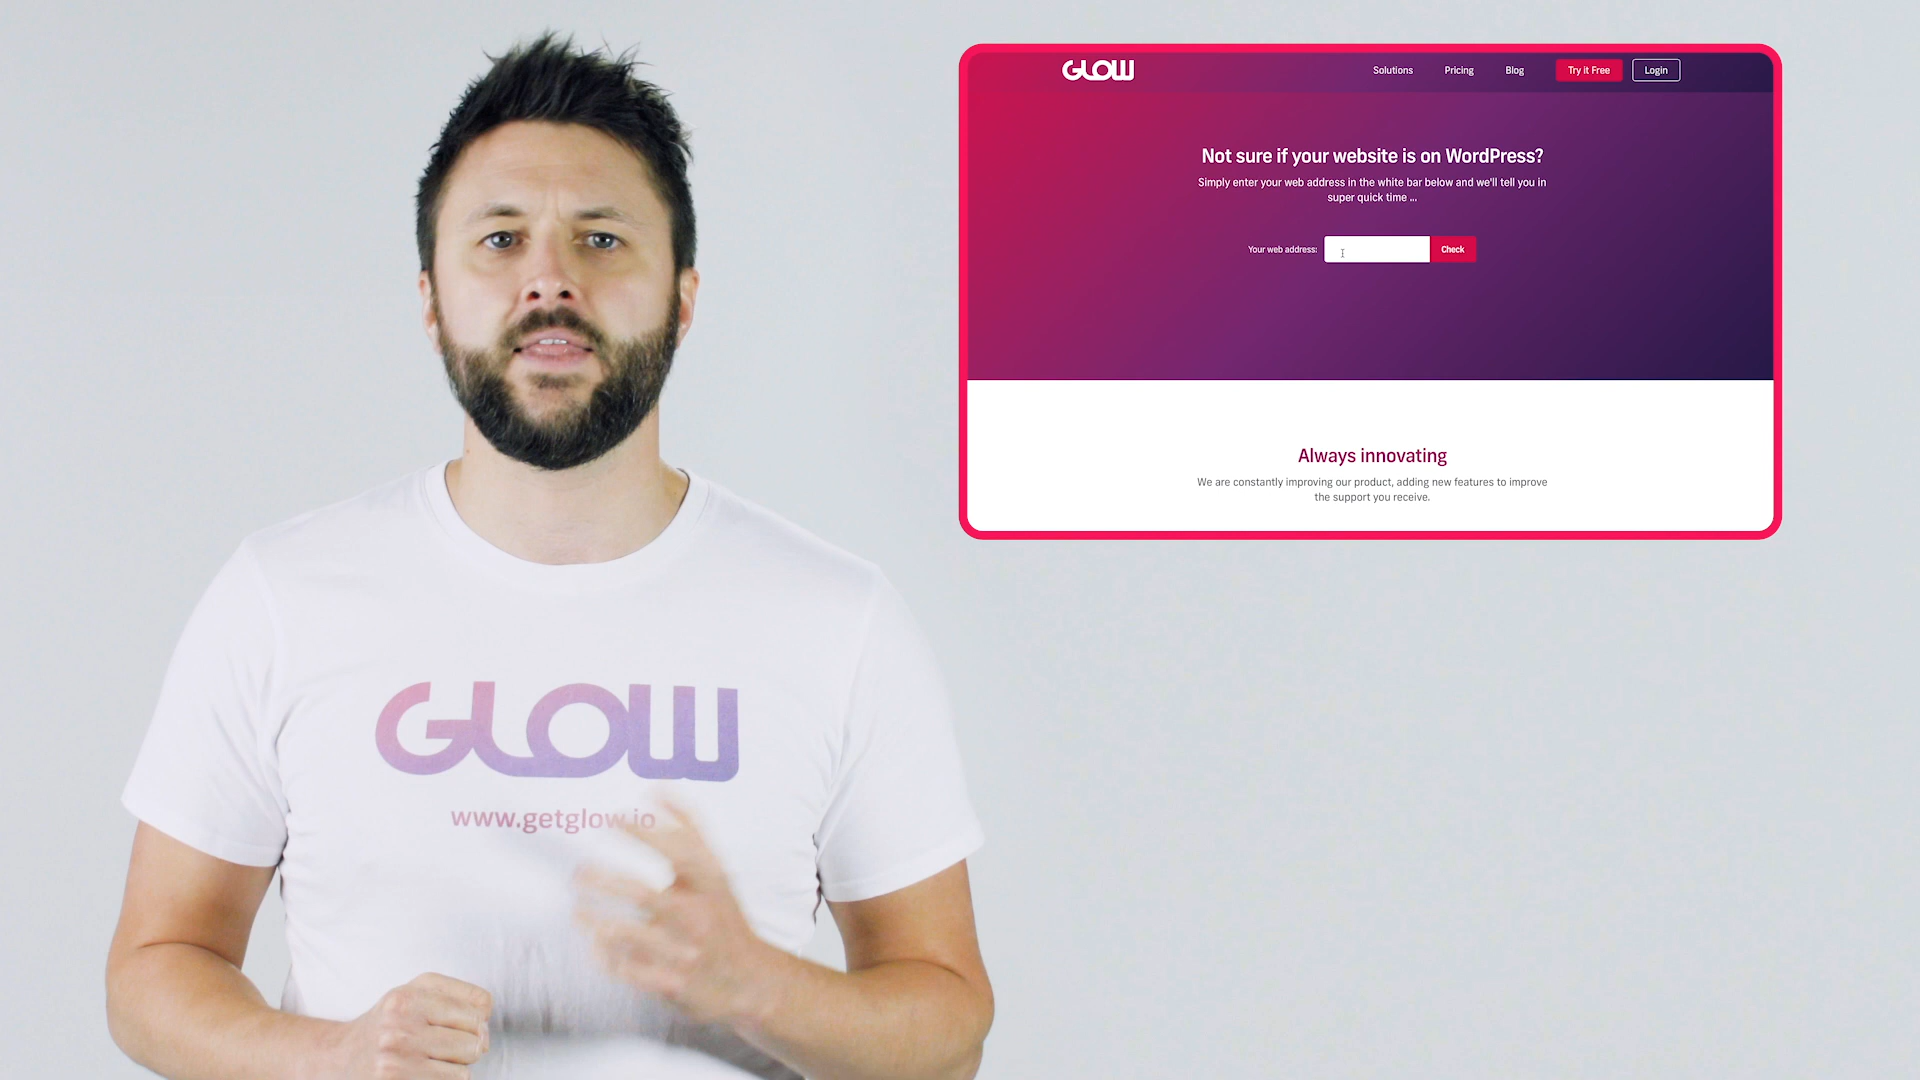 GLOW
Solutions Pricing Blog Try it Free Login
Not sure if your website is on WordPress?
Simply enter your web address in the white bar below and we'll tell you in
super quick time ...
Your web address: Check
Always innovating
We are constantly improving our product, adding new features to improve
the support you receive.
GLOW
www.getglow.io